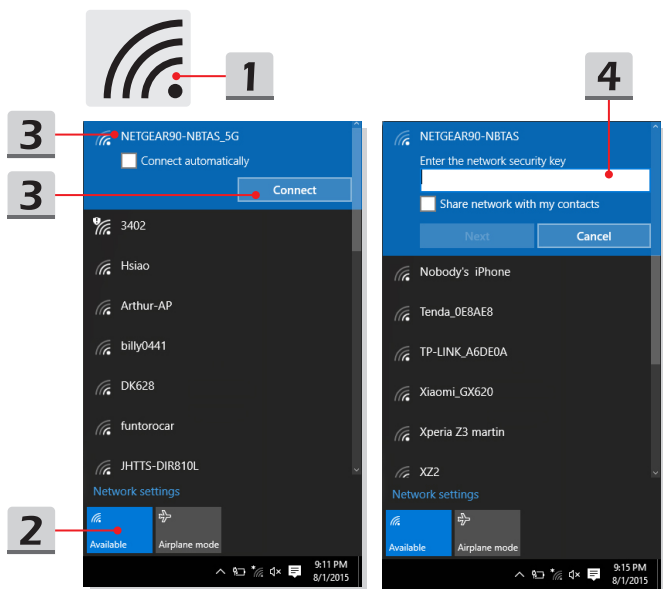 1
4
3
NETGEAR90-NBTAS_5G
Connect automatically
3
Connect
3402
Hsiao
Arthur-AP
billy0441
DK628
funtorocar
JHTTS-DIR810L
Network settings
2
Available
Airplane mode
9:11 PM
8/1/2015
NETGEAR90-NBTAS
Enter the network security key
Share network with my contacts
Next
Cancel
Nobody's iPhone
Tenda_0E8AE8
TP-LINK_A6DE0A
Xiaomi_GX620
Xperia Z3 martin
XZ2
Network settings
Available
Airplane mode
9:15 PM
8/1/2015